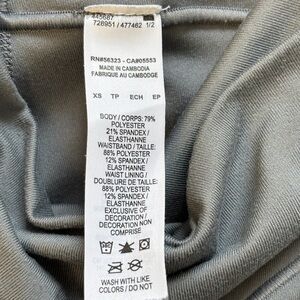 445687
728951 / 477462 1/2
RN#56323 - CA#05553
MADE IN CAMBODIA
FABRIQUÉ AU CAMBODGE
XS TP ECH EP
BODY / CORPS: 79%
POLYESTER
21% SPANDEX /
ELASTHANNE
WAISTBAND / TAILLE:
88% POLYESTER
12% SPANDEX /
ELASTHANNE
WAIST LINING /
DOUBLURE DE TAILLE:
88% POLYESTER
12% SPANDEX /
ELASTHANNE
EXCLUSIVE OF
DECORATION /
DECORATION NON
COMPRISE
WASH WITH LIKE
COLORS / DO NOT